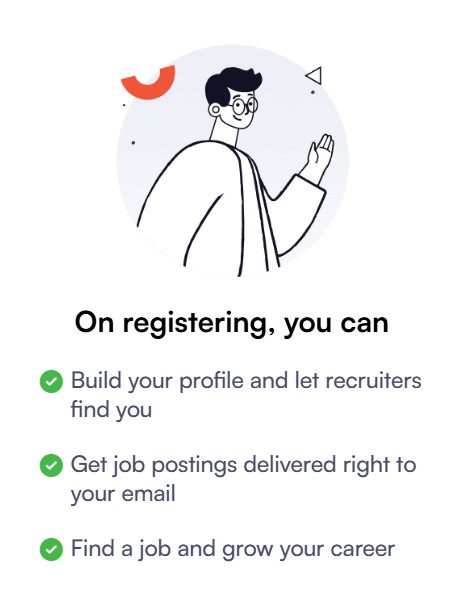 On registering, you can
Build your profile and let recruiters
find you
Get job postings delivered right to
your email
Find a job and grow your career